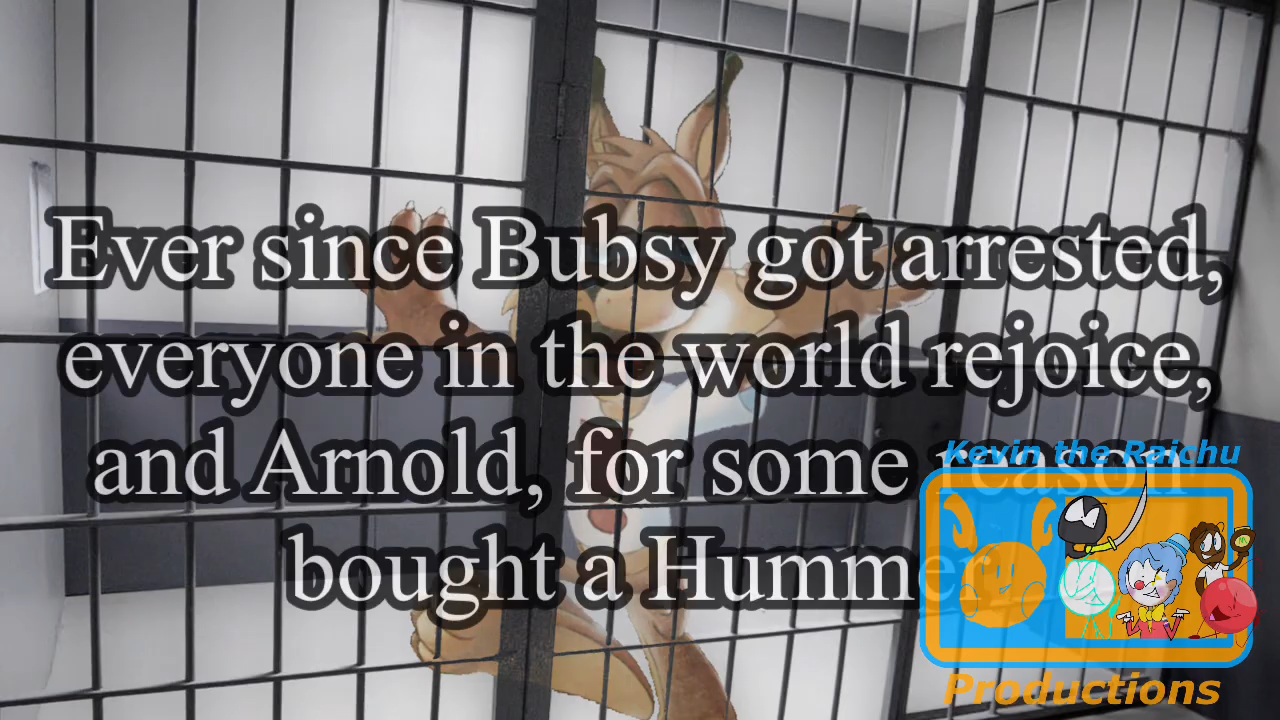 Ever since Bubsy got arrested,
everyone in the world rejoice,
and Arnold, for some reason
bought a Hummer.
Kevin the Raichu
Productions